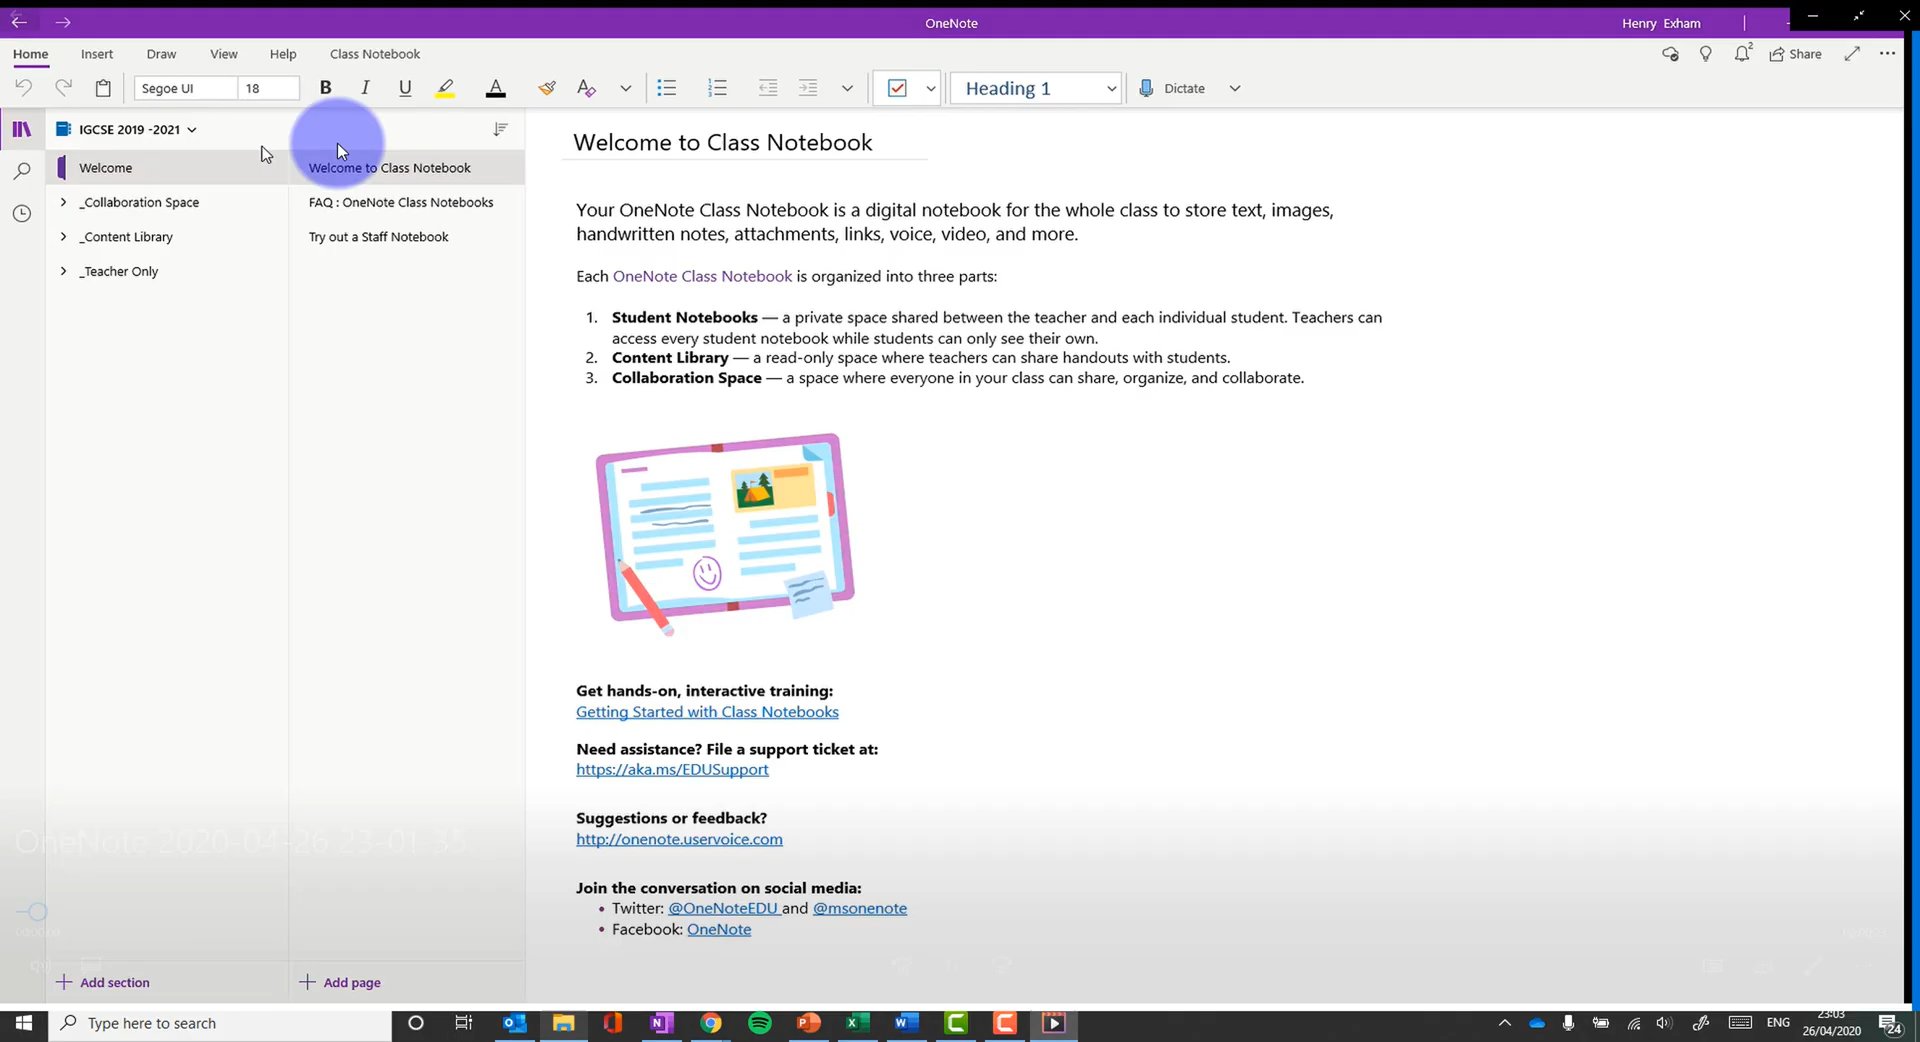 OneNote
Henry Exham
Home Insert Draw View Help Class Notebook
2
Share
Segoe UI 18 B I U A A Heading 1 Dictate
IGCSE 2019 -2021
Welcome
_Collaboration Space
_Content Library
_Teacher Only
Welcome to Class Notebook
FAQ : OneNote Class Notebooks
Try out a Staff Notebook
Welcome to Class Notebook
Your OneNote Class Notebook is a digital notebook for the whole class to store text, images,
handwritten notes, attachments, links, voice, video, and more.
Each OneNote Class Notebook is organized into three parts:
1. Student Notebooks — a private space shared between the teacher and each individual student. Teachers can
access every student notebook while students can only see their own.
2. Content Library — a read-only space where teachers can share handouts with students.
3. Collaboration Space — a space where everyone in your class can share, organize, and collaborate.
Get hands-on, interactive training:
Getting Started with Class Notebooks
Need assistance? File a support ticket at:
https://aka.ms/EDUSupport
Suggestions or feedback?
http://onenote.uservoice.com
Join the conversation on social media:
• Twitter: @OneNoteEDU and @msonenote
• Facebook: OneNote
OneNote 2020-04-26 23-01-35
Add section
Add page
Type here to search
ENG
23:03
26/04/2020
24